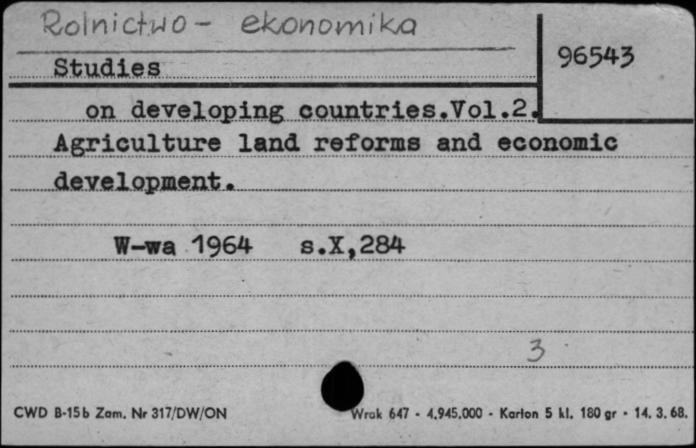 Rolnictwo - ekonomika
96543
Studies
on developing countries.Vol.2.
Agriculture land reforms and economic
development.
W-wa 1964 s.X,284
3
CWD B-15b Zam. Nr 317/DW/ON Wrak 647 - 4.945.000 - Karton 5 kl. 180 gr - 14. 3. 68.